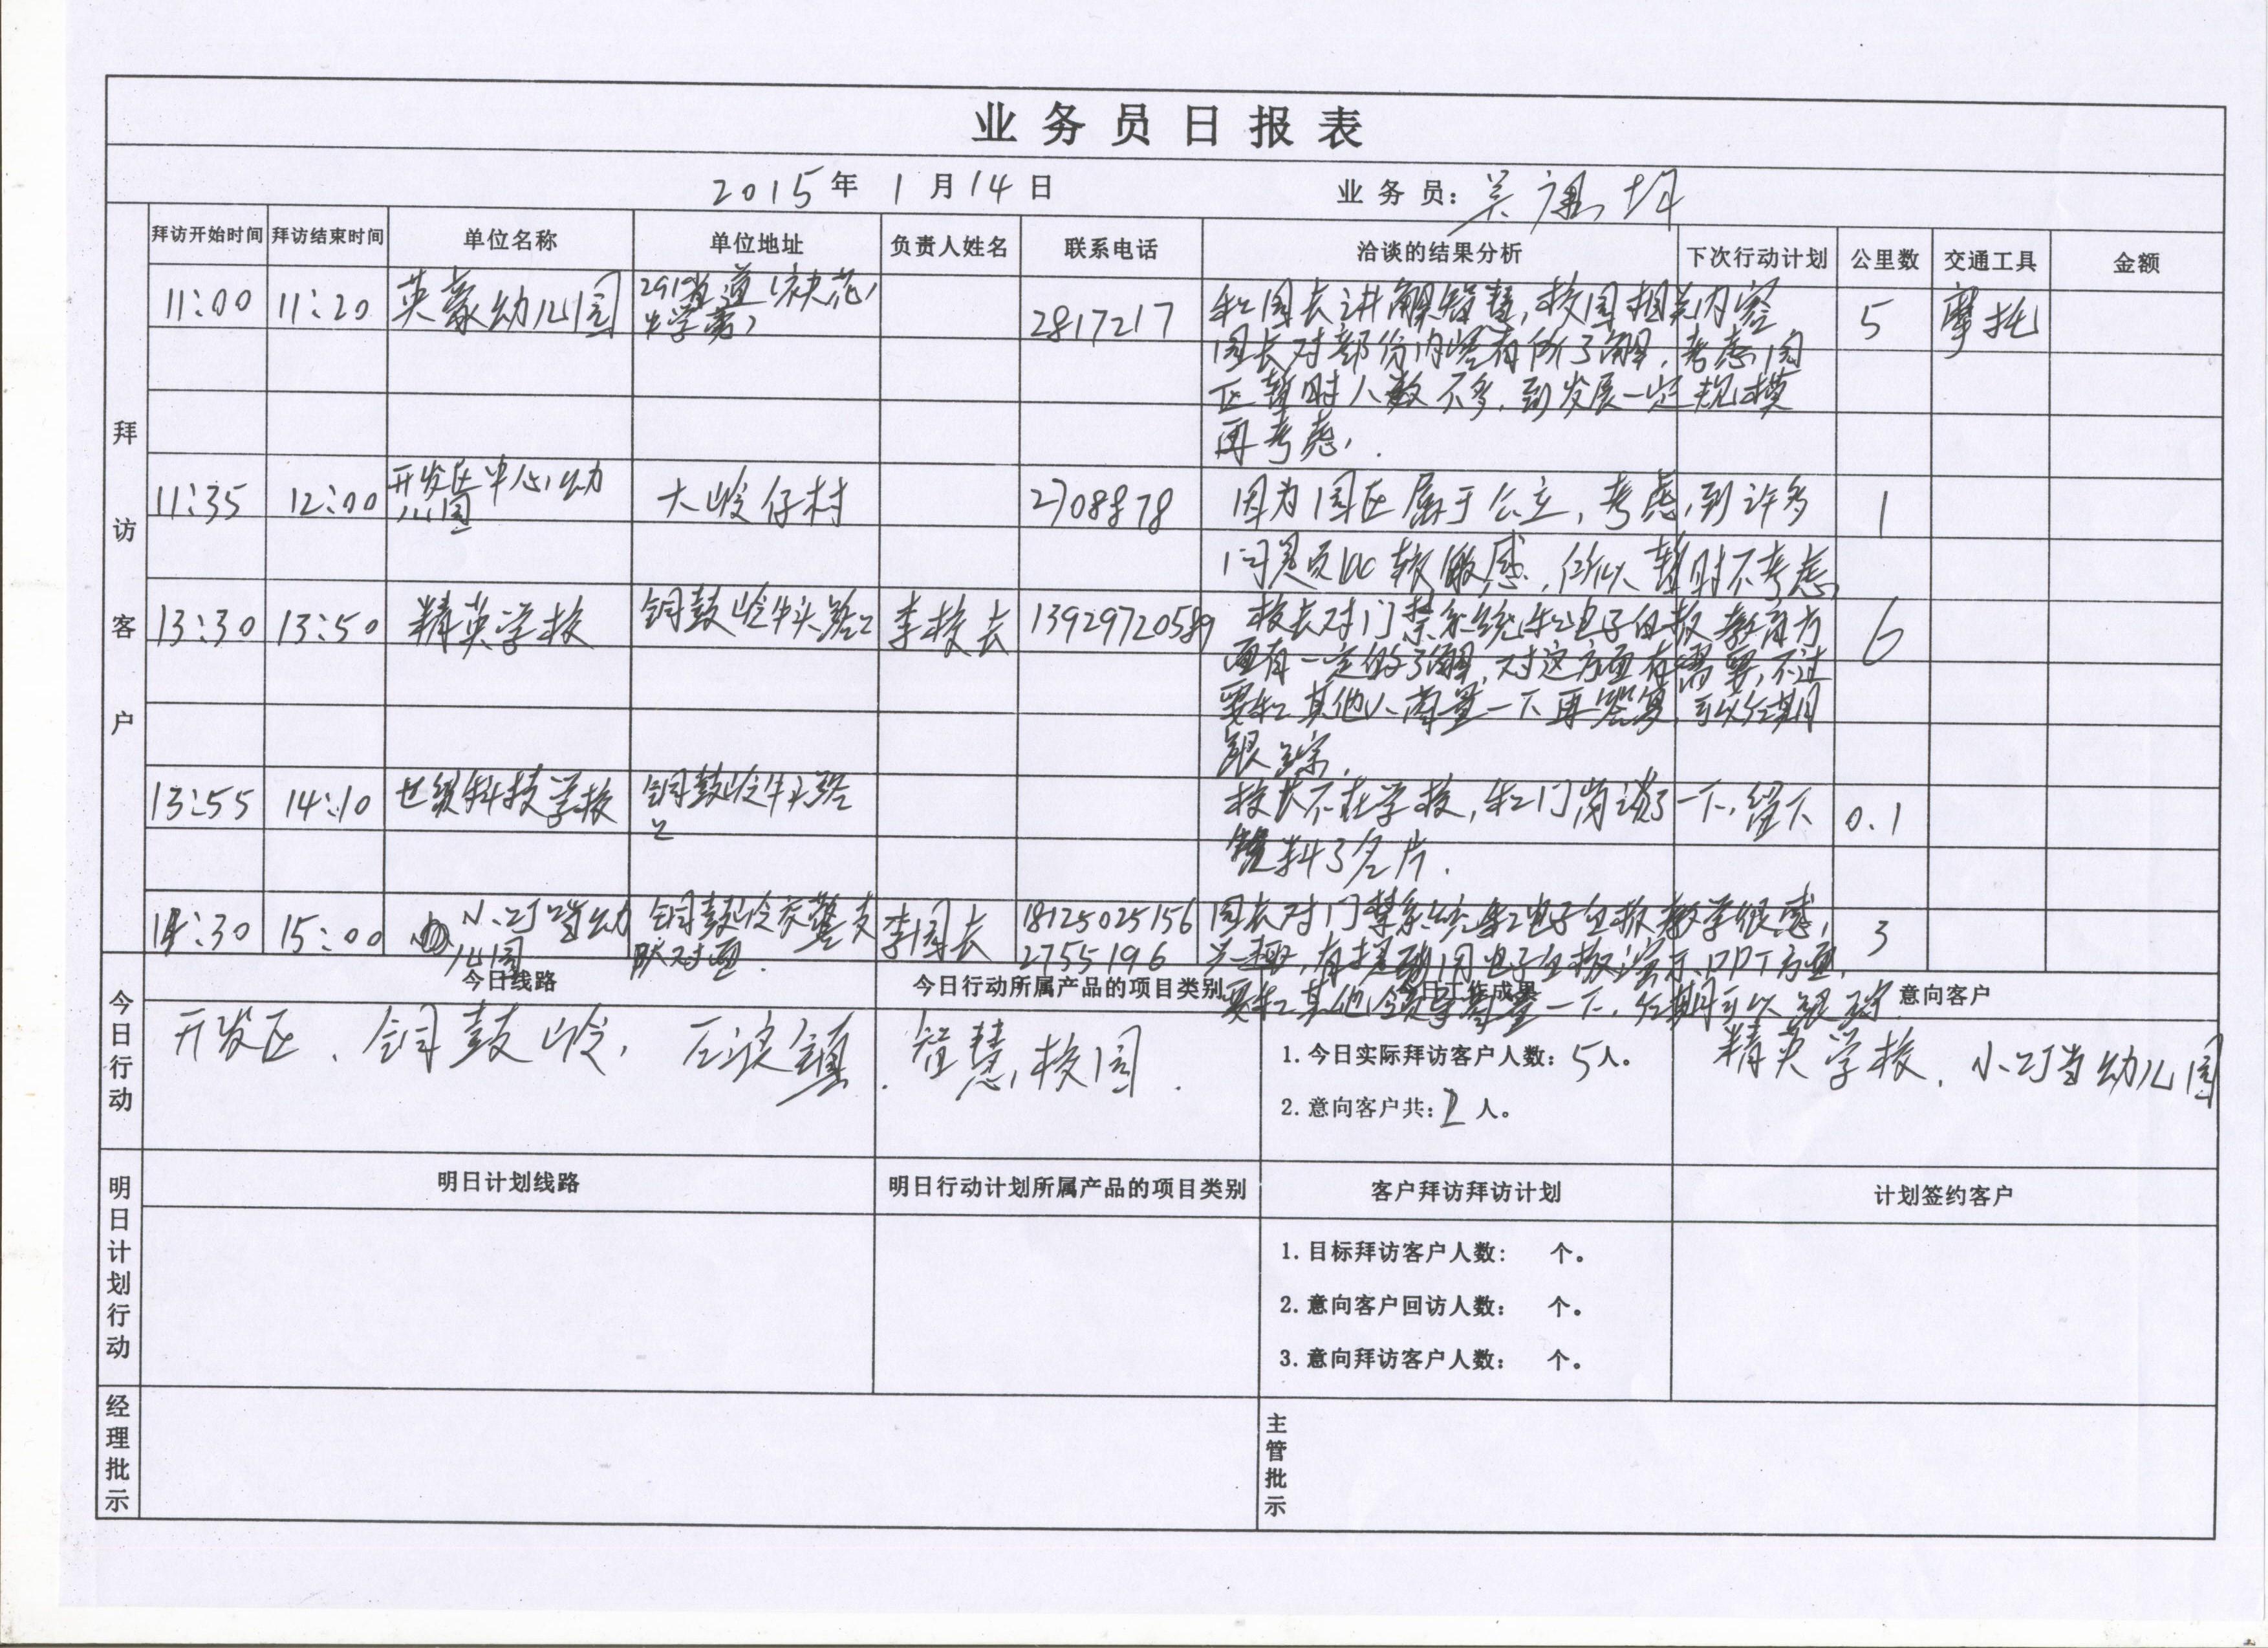 业务员日报表
2015年 1月14日 业务员: 吴
拜访客户
拜访开始时间 拜访结束时间 单位名称 单位地址 负责人姓名 联系电话 洽谈的结果分析 下次行动计划 公里数 交通工具 金额
11:00 11:20 英豪幼儿园 291省道(袂花 2817217 和园长讲解智慧校园相关内容 5 摩托
中学旁)
园长对部份内容有所了解,考虑园
区暂时人数不多,到发展一定规模
再考虑.
11:35 12:00 开发区中心幼 大岭仔村 2708878 因为园区属于公立,考虑到许多 1
儿园
比较敏感,所以暂时不考虑
13:30 13:50 精英学校 铜鼓岭牛头路口 李校长 13929720589 校长对门禁系统和电子白板教育方 6
面有一定的了解,对这方面有需要,不过
要和其他人商量一下再答复,可以后期
跟踪.
13:55 14:10 世纪科技学校 铜鼓岭牛头路 校长不在学校,和门岗谈了一下,留下 0.1
口
资料了名片.
14:30 15:00 小叮当幼 铜鼓岭交警支 李园长 18125025156 园长对门禁系统和电子白板教学很感 3
儿园 队对面. 2755196 兴趣,有提到用电子白板演示PPT方面,
要和其他领导商量一下,后期可以跟踪.
今日行动
今日线路 今日行动所属产品的项目类别 今日工作成果 意向客户
开发区、铜鼓岭, 智慧校园. 1.今日实际拜访客户人数: 5人。 精英学校、小叮当幼儿园
2.意向客户共: 2人。
明日计划行动
明日计划线路 明日行动计划所属产品的项目类别 客户拜访拜访计划 计划签约客户
1.目标拜访客户人数: 个。
2.意向客户回访人数: 个。
3.意向拜访客户人数: 个。
经理批示 主管批示